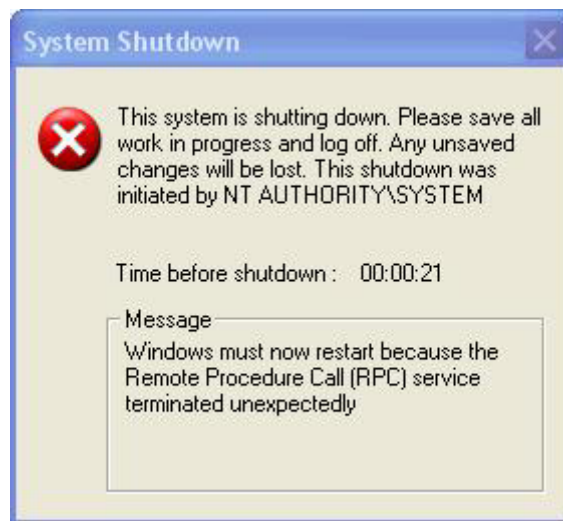 System Shutdown
This system is shutting down. Please save all
work in progress and log off. Any unsaved
changes will be lost. This shutdown was
initiated by NT AUTHORITY\SYSTEM
Time before shutdown : 00:00:21
Message
Windows must now restart because the
Remote Procedure Call (RPC) service
terminated unexpectedly